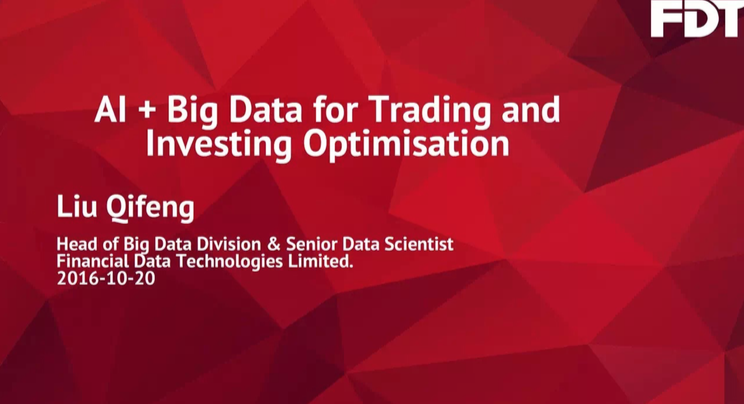 FDT
AI + Big Data for Trading and
Investing Optimisation
Liu Qifeng
Head of Big Data Division & Senior Data Scientist
Financial Data Technologies Limited.
2016-10-20